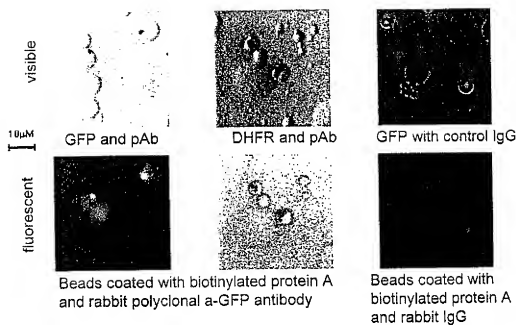 visible
10µM
GFP and pAb
DHFR and pAb
GFP with control IgG
fluorescent
Beads coated with biotinylated protein A
and rabbit polyclonal a-GFP antibody
Beads coated with
biotinylated protein A
and rabbit IgG